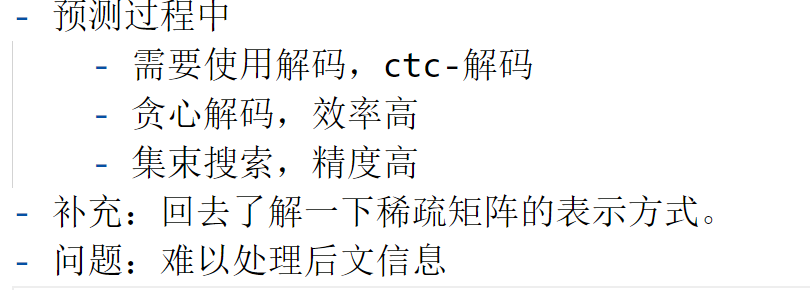 - 预测过程中
- 需要使用解码，ctc-解码
- 贪心解码，效率高
- 集束搜索，精度高
- 补充：回去了解一下稀疏矩阵的表示方式。
- 问题：难以处理后文信息